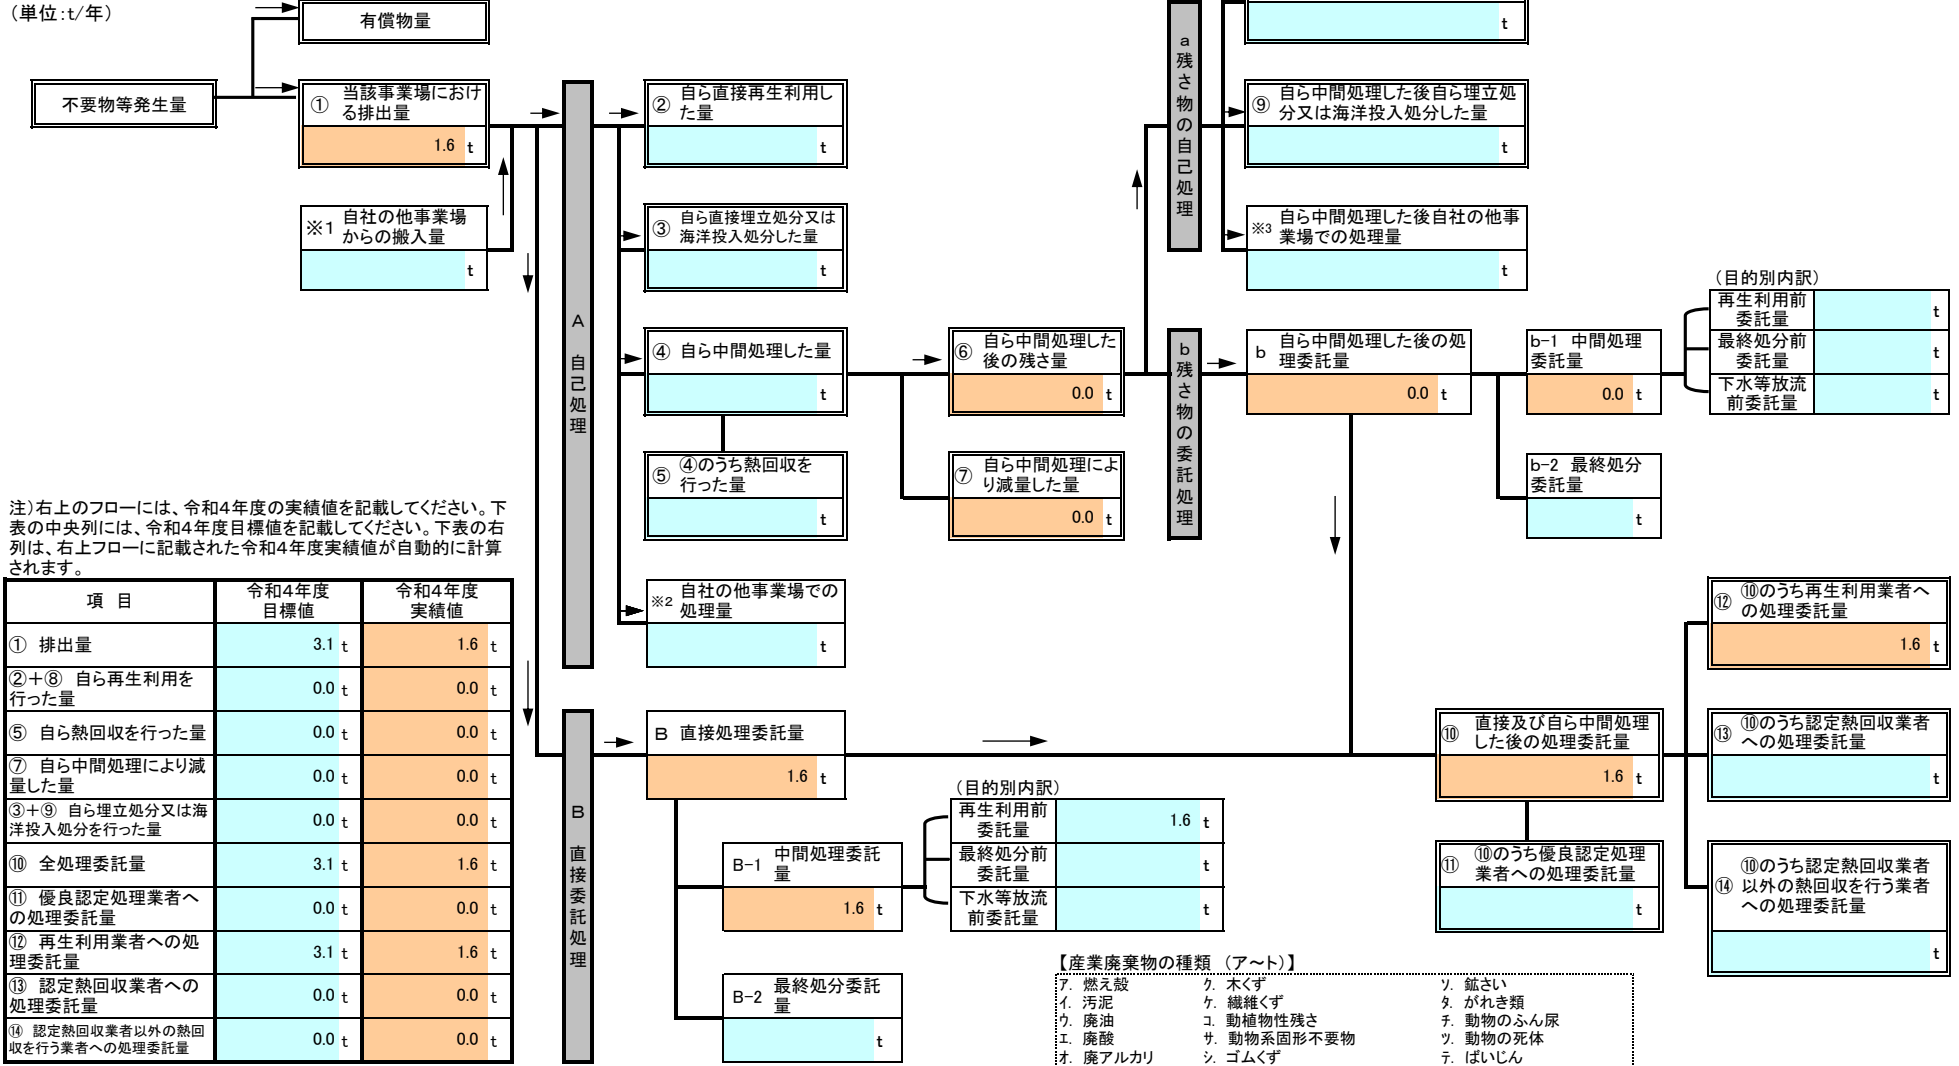 （単位：t/年）
有償物量
不要物等発生量
① 当該事業場におけ
る排出量
1.6 t
※1 自社の他事業場
からの搬入量
t
A 自己処理
② 自ら直接再生利用し
た量
t
③ 自ら直接埋立処分又は
海洋投入処分した量
t
④ 自ら中間処理した量
t
⑤ ④のうち熱回収を
行った量
t
※2 自社の他事業場での
処理量
t
⑥ 自ら中間処理した
後の残さ量
0.0 t
⑦ 自ら中間処理によ
り減量した量
0.0 t
a 残さ物の自己処理
t
⑨ 自ら中間処理した後自ら埋立処
分又は海洋投入処分した量
t
※3 自ら中間処理した後自社の他事
業場での処理量
t
b 残さ物の委託処理
b 自ら中間処理した後の処
理委託量
0.0 t
b-1 中間処理
委託量
0.0 t
b-2 最終処分
委託量
t
（目的別内訳）
再生利用前
委託量 t
最終処分前
委託量 t
下水等放流
前委託量 t
注）右上のフローには、令和4年度の実績値を記載してください。下
表の中央列には、令和4年度目標値を記載してください。下表の右
列は、右上フローに記載された令和4年度実績値が自動的に計算
されます。
項 目 令和4年度
目標値 令和4年度
実績値
① 排出量 3.1 t 1.6 t
②＋⑧ 自ら再生利用を
行った量 0.0 t 0.0 t
⑤ 自ら熱回収を行った量 0.0 t 0.0 t
⑦ 自ら中間処理により減
量した量 0.0 t 0.0 t
③＋⑨ 自ら埋立処分又は海
洋投入処分を行った量 0.0 t 0.0 t
⑩ 全処理委託量 3.1 t 1.6 t
⑪ 優良認定処理業者へ
の処理委託量 0.0 t 0.0 t
⑫ 再生利用業者への処
理委託量 3.1 t 1.6 t
⑬ 認定熱回収業者への
処理委託量 0.0 t 0.0 t
⑭ 認定熱回収業者以外の熱回
収を行う業者への処理委託量 0.0 t 0.0 t
B 直接委託処理
B 直接処理委託量
1.6 t
B-1 中間処理委託
量
1.6 t
B-2 最終処分委託
量
t
（目的別内訳）
再生利用前
委託量 1.6 t
最終処分前
委託量 t
下水等放流
前委託量 t
⑩ 直接及び自ら中間処理
した後の処理委託量
1.6 t
⑪ ⑩のうち優良認定処理
業者への処理委託量
t
⑫ ⑩のうち再生利用業者へ
の処理委託量
1.6 t
⑬ ⑩のうち認定熱回収業者
への処理委託量
t
⑭ ⑩のうち認定熱回収業者
以外の熱回収を行う業者
への処理委託量
t
【産業廃棄物の種類 （ア～ト）】
ア. 燃え殻 ク. 木くず ソ. 鉱さい
イ. 汚泥 ケ. 繊維くず タ. がれき類
ウ. 廃油 コ. 動植物性残さ チ. 動物のふん尿
エ. 廃酸 サ. 動物系固形不要物 ツ. 動物の死体
オ. 廃アルカリ シ. ゴムくず テ. ばいじん